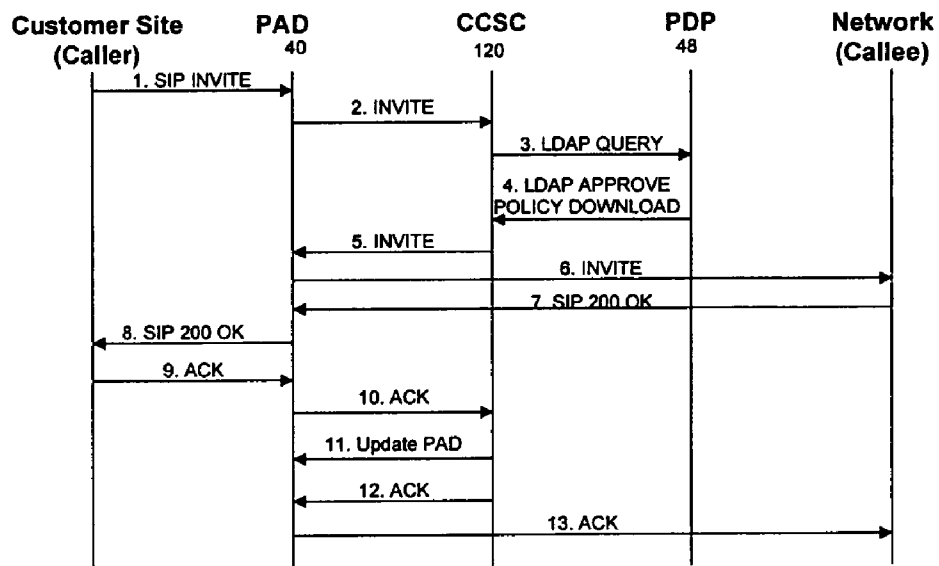 Customer Site
(Caller)
PAD
40
CCSC
120
PDP
48
Network
(Callee)
1. SIP INVITE
2. INVITE
3. LDAP QUERY
4. LDAP APPROVE
POLICY DOWNLOAD
5. INVITE
6. INVITE
7. SIP 200 OK
8. SIP 200 OK
9. ACK
10. ACK
11. Update PAD
12. ACK
13. ACK